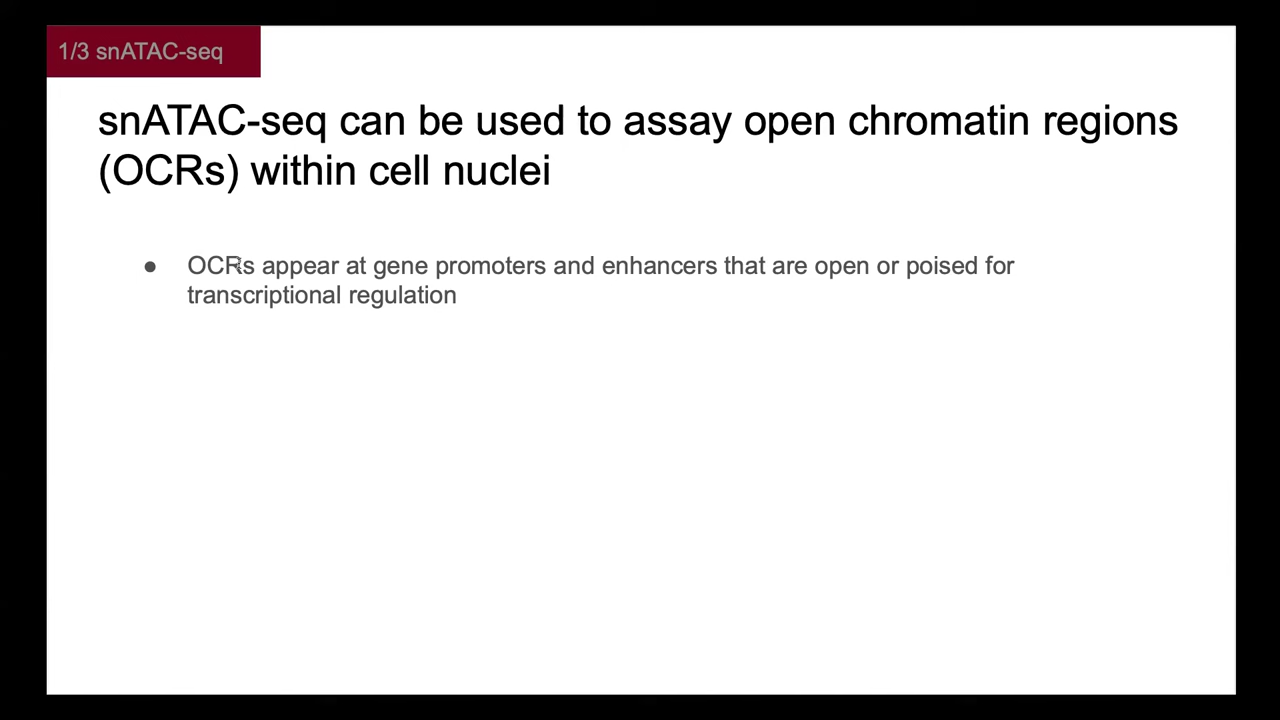 1/3 snATAC-seq
snATAC-seq can be used to assay open chromatin regions
(OCRs) within cell nuclei
● OCRs appear at gene promoters and enhancers that are open or poised for
transcriptional regulation